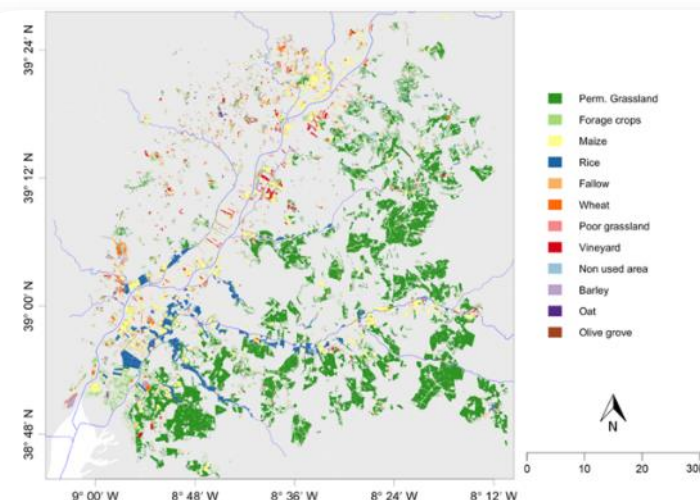 39° 24' N
39° 12' N
39° 00' N
38° 48' N
9° 00' W
8° 48' W
8° 36' W
8° 24' W
8° 12' W
Perm. Grassland
Forage crops
Maize
Rice
Fallow
Wheat
Poor grassland
Vineyard
Non used area
Barley
Oat
Olive grove
N
0 10 20